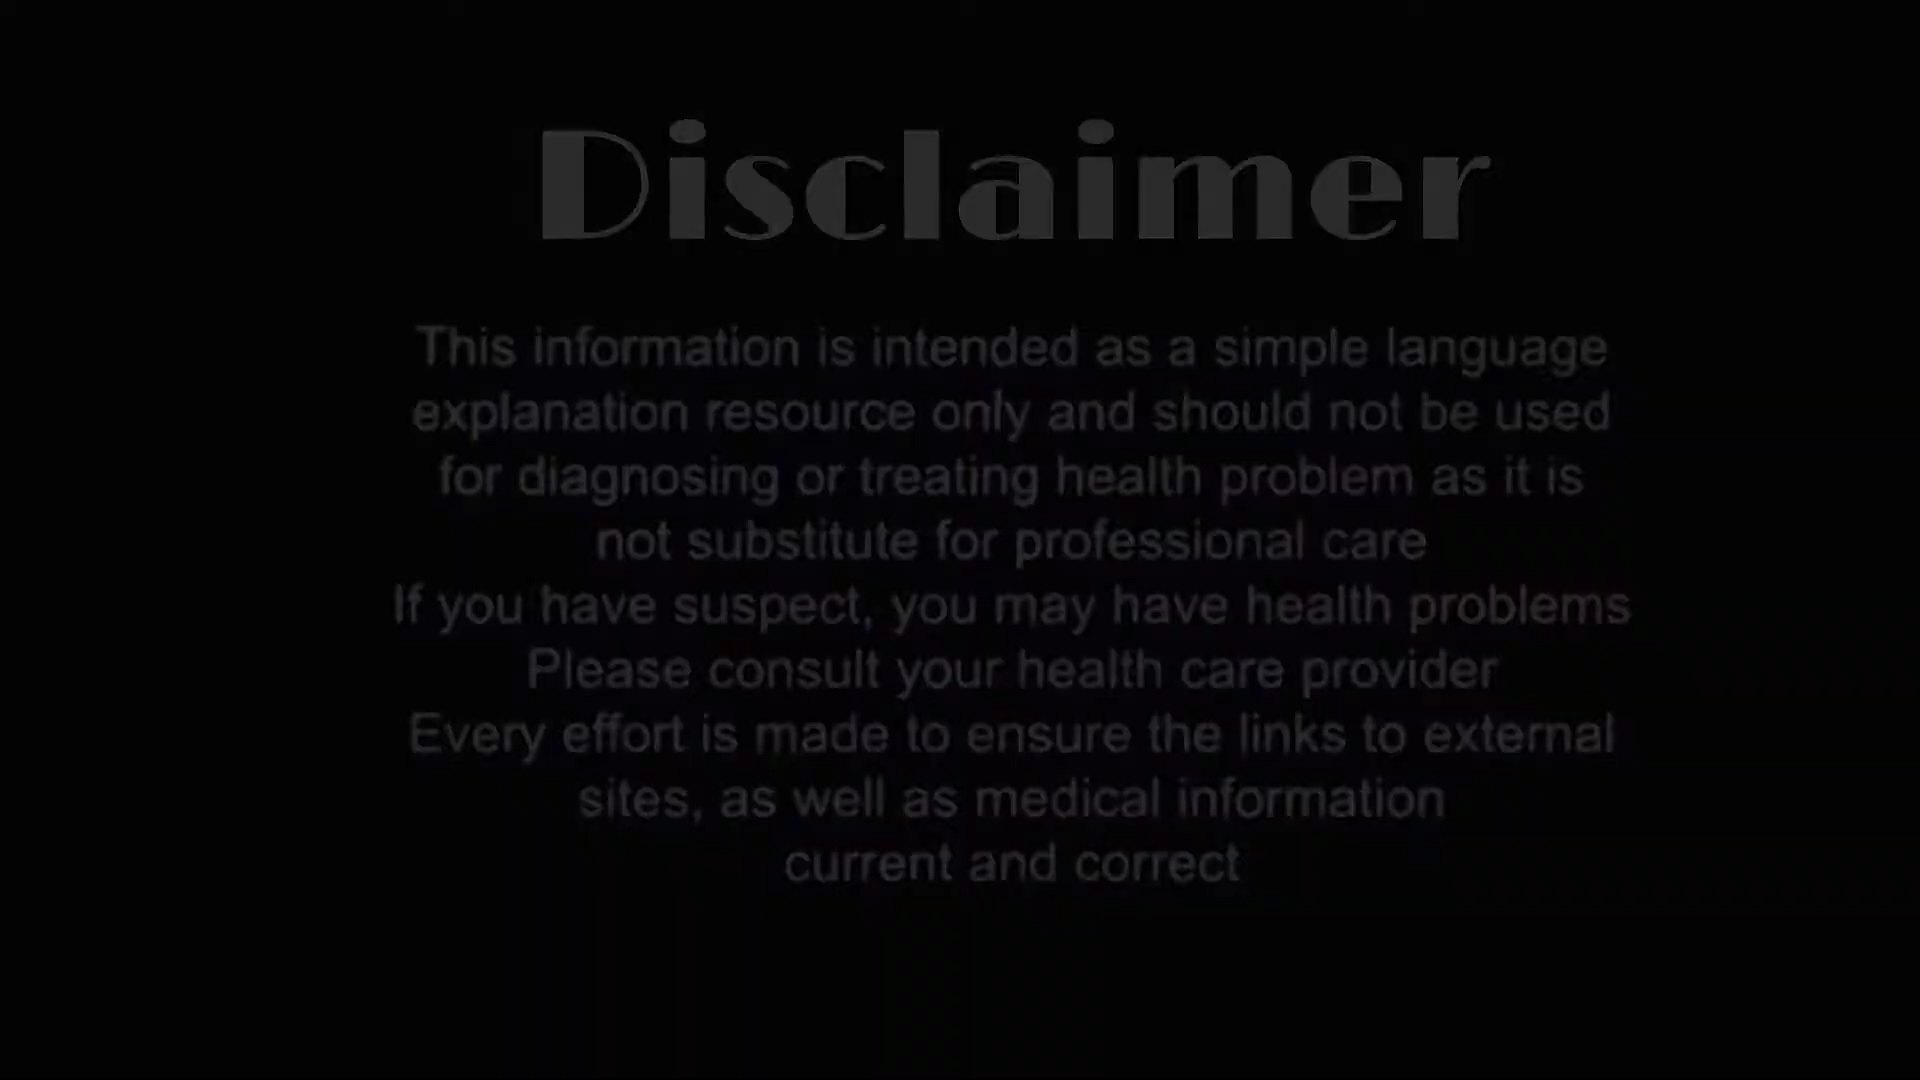 Disclaimer
This information is intended as a simple language
explanation resource only and should not be used
for diagnosing or treating health problem as it is
not substitute for professional care
If you have suspect, you may have health problems
Please consult your health care provider
Every effort is made to ensure the links to external
sites, as well as medical information
current and correct